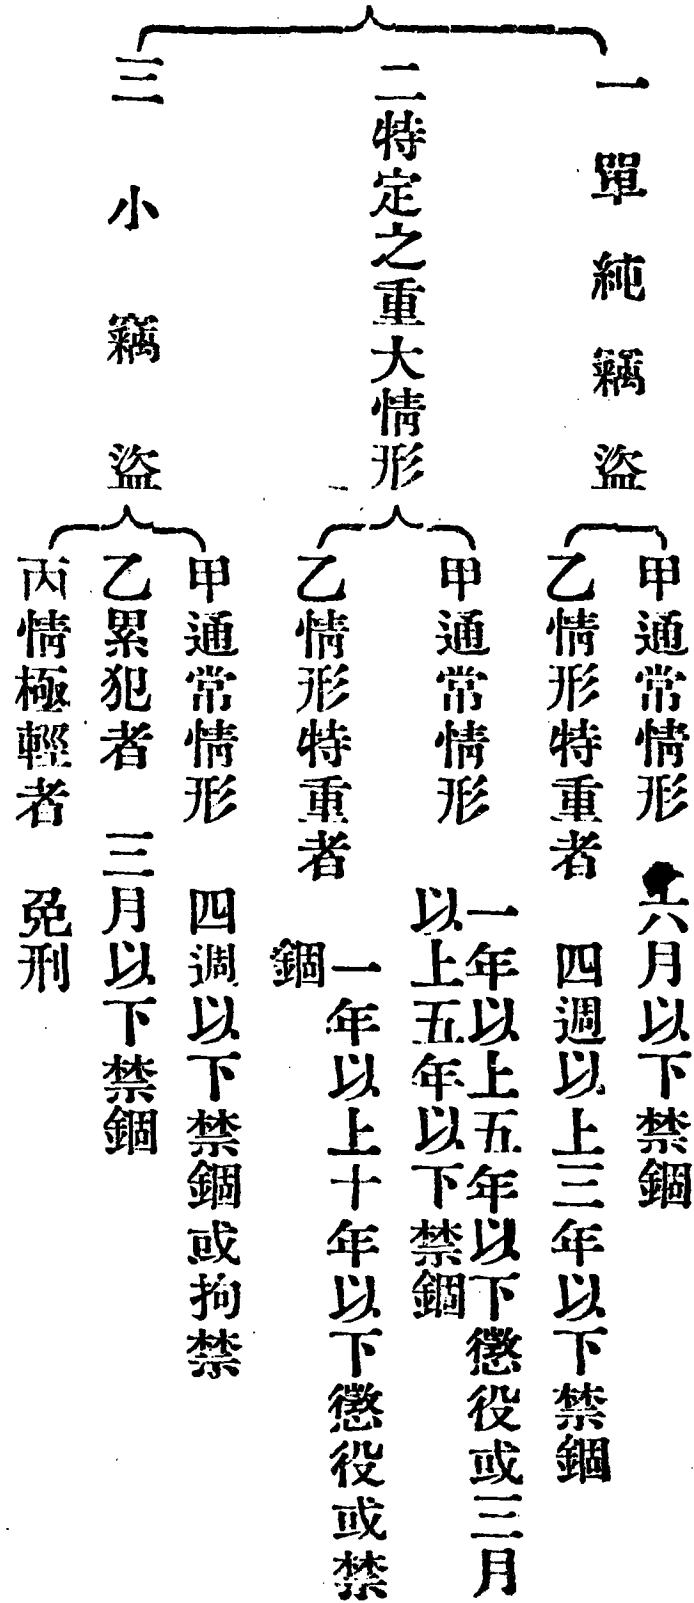 一 單純竊盜
甲通常情形 六月以下禁錮
乙情形特重者 四週以上三年以下禁錮
二特定之重大情形
甲通常情形 一年以上五年以下懲役或三月
以上五年以下禁錮
乙情形特重者 一年以上十年以下懲役或禁
錮
三 小竊盜
甲通常情形 四週以下禁錮或拘禁
乙累犯者 三月以下禁錮
丙情極輕者 免刑